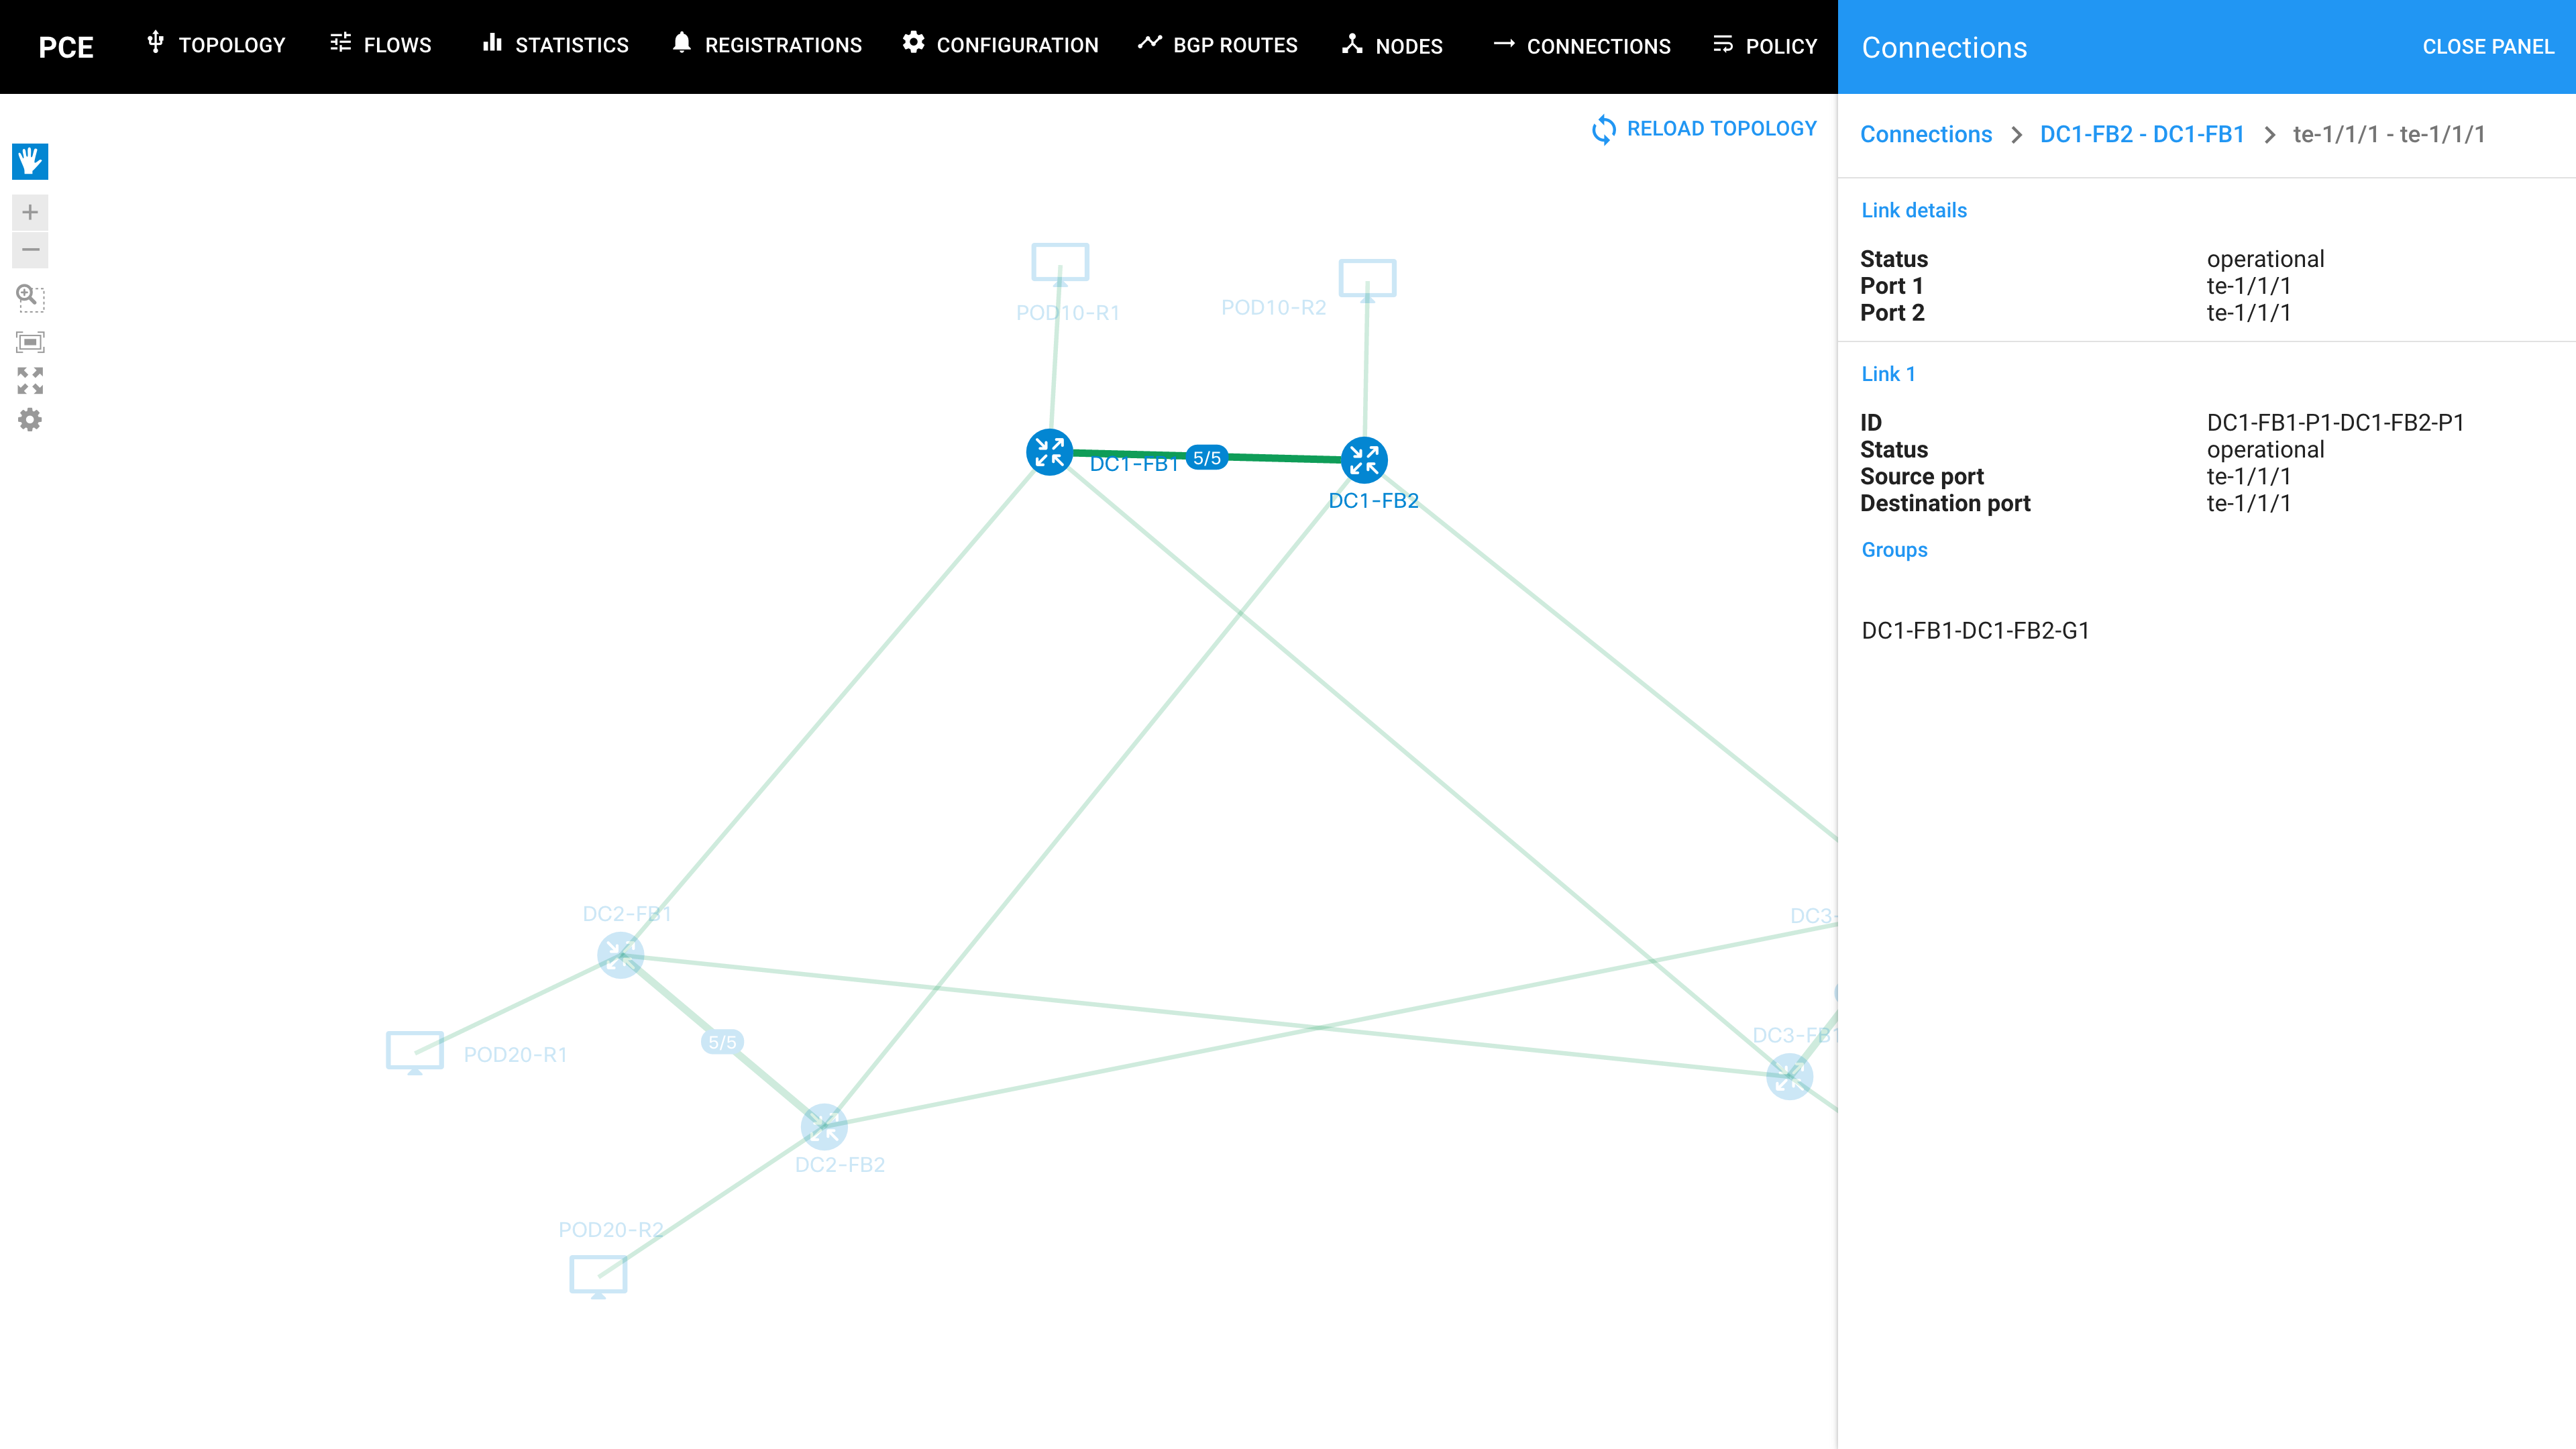 PCE
TOPOLOGY
FLOWS
STATISTICS
REGISTRATIONS
CONFIGURATION
BGP ROUTES
NODES
CONNECTIONS
POLICY
Connections
CLOSE PANEL
RELOAD TOPOLOGY
Connections > DC1-FB2 - DC1-FB1 > te-1/1/1 - te-1/1/1
Link details
Status operational
Port 1 te-1/1/1
Port 2 te-1/1/1
Link 1
ID DC1-FB1-P1-DC1-FB2-P1
Status operational
Source port te-1/1/1
Destination port te-1/1/1
Groups
DC1-FB1-DC1-FB2-G1
POD10-R1
POD10-R2
DC1-FB1
5/5
DC1-FB2
DC2-FB1
DC3-
DC3-FB1
5/5
POD20-R1
DC2-FB2
POD20-R2